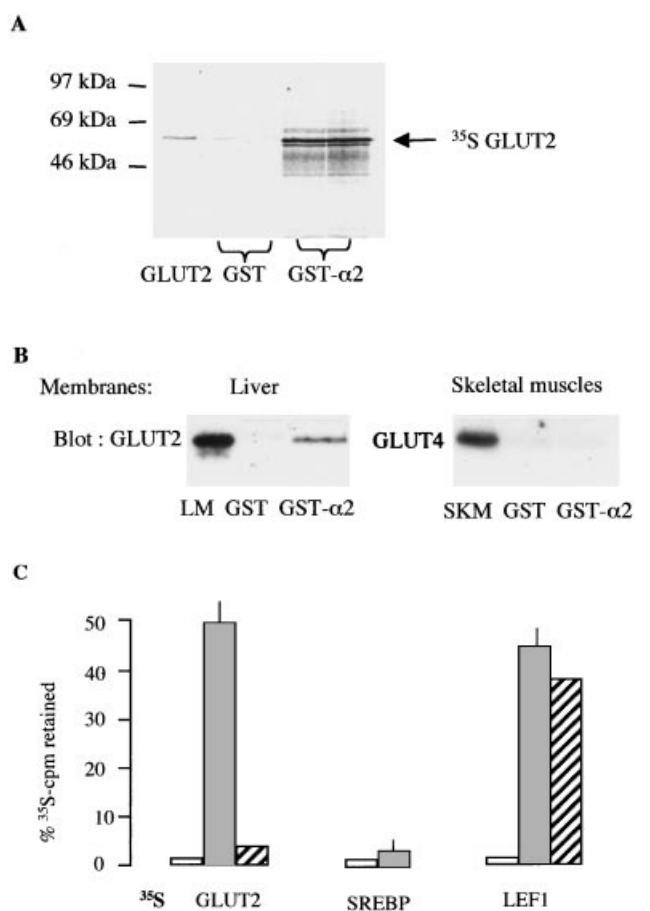 A
97 kDa
69 kDa
46 kDa
³⁵S GLUT2
GLUT2 GST GST-α2
B
Membranes: Liver Skeletal muscles
Blot : GLUT2 GLUT4
LM GST GST-α2 SKM GST GST-α2
C
% ³⁵S-cpm retained
50
40
30
20
10
0
³⁵S GLUT2 SREBP LEF1